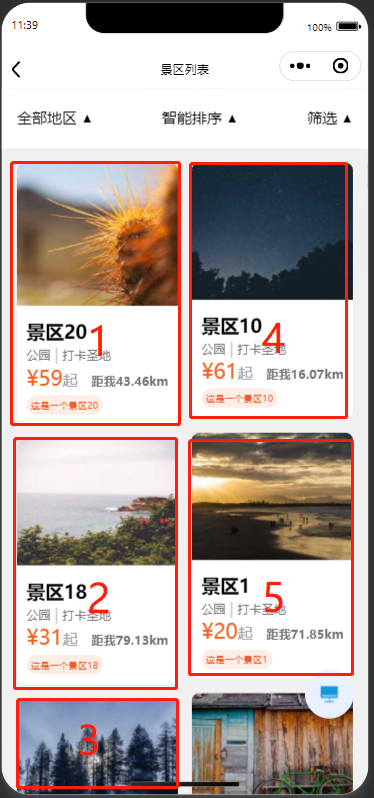 11:39
100%
景区列表
全部地区 ▲ 智能排序 ▲ 筛选 ▲
景区20
1
公园 | 打卡圣地
¥59起 距我43.46km
这是一个景区20
景区10
4
公园 | 打卡圣地
¥61起 距我16.07km
这是一个景区10
景区18
2
公园 | 打卡圣地
¥31起 距我79.13km
这是一个景区18
景区1
5
公园 | 打卡圣地
¥20起 距我71.85km
这是一个景区1
3